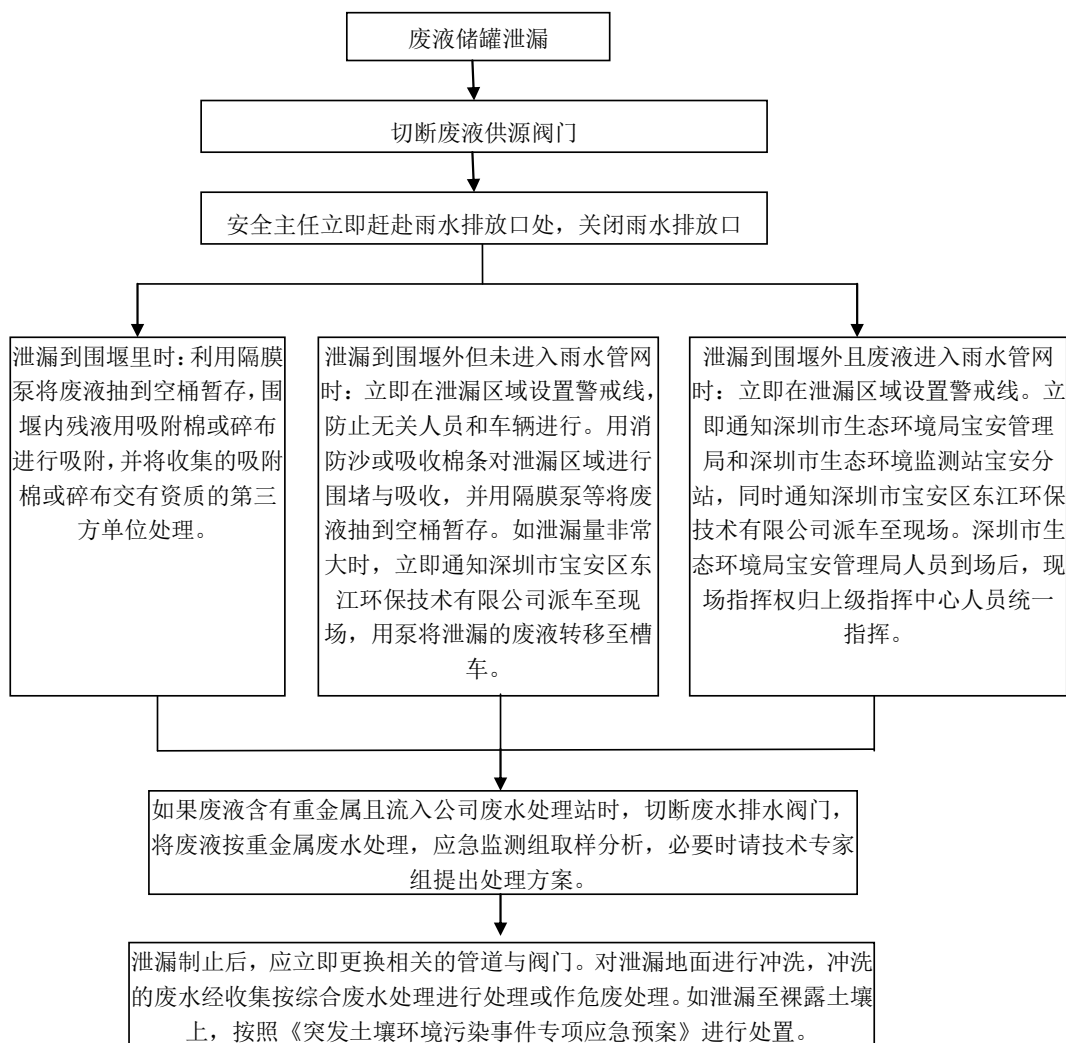 废液储罐泄漏
切断废液供源阀门
安全主任立即赶赴雨水排放口处，关闭雨水排放口
泄漏到围堰里时：利用隔膜
泵将废液抽到空桶暂存，围
堰内残液用吸附棉或碎布
进行吸附，并将收集的吸附
棉或碎布交有资质的第三
方单位处理。
泄漏到围堰外但未进入雨水管网
时：立即在泄漏区域设置警戒线，
防止无关人员和车辆进行。用消
防沙或吸收棉条对泄漏区域进行
围堵与吸收，并用隔膜泵等将废
液抽到空桶暂存。如泄漏量非常
大时，立即通知深圳市宝安区东
江环保技术有限公司派车至现
场，用泵将泄漏的废液转移至槽
车。
泄漏到围堰外且废液进入雨水管网
时：立即在泄漏区域设置警戒线。立
即通知深圳市生态环境局宝安管理
局和深圳市生态环境监测站宝安分
站，同时通知深圳市宝安区东江环保
技术有限公司派车至现场。深圳市生
态环境局宝安管理局人员到场后，现
场指挥权归上级指挥中心人员统一
指挥。
如果废液含有重金属且流入公司废水处理站时，切断废水排水阀门，
将废液按重金属废水处理，应急监测组取样分析，必要时请技术专家
组提出处理方案。
泄漏制止后，应立即更换相关的管道与阀门。对泄漏地面进行冲洗，冲洗
的废水经收集按综合废水处理进行处理或作危废处理。如泄漏至裸露土壤
上，按照《突发土壤环境污染事件专项应急预案》进行处置。